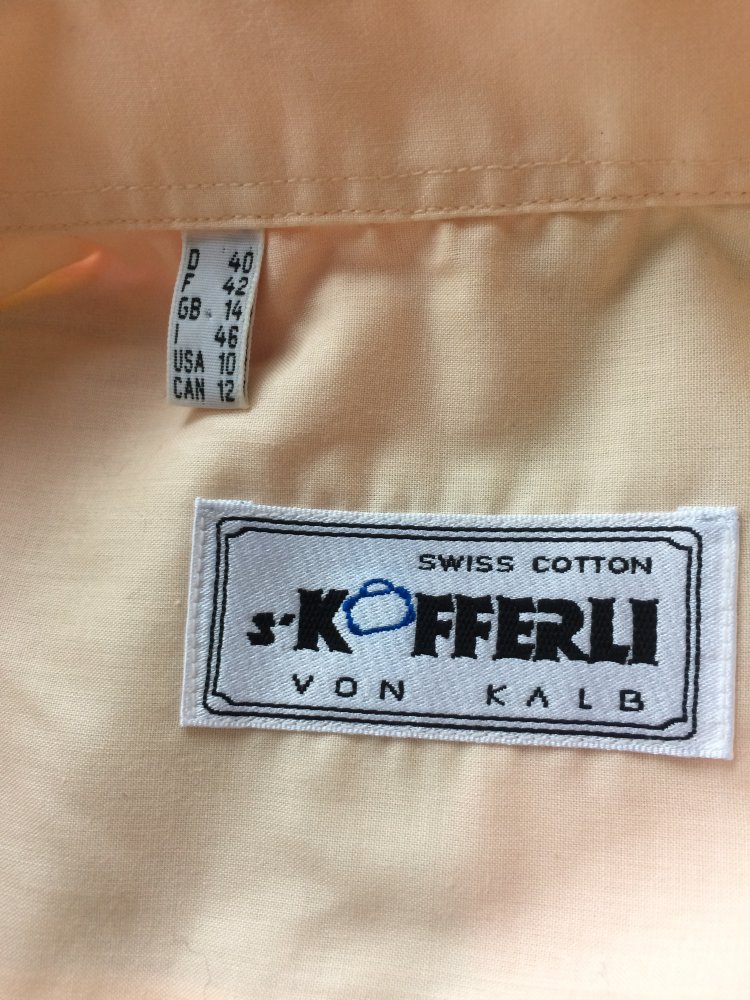 D 40
F 42
GB 14
I 46
USA 10
CAN 12
SWISS COTTON
s'KOFFERLI
VON KALB